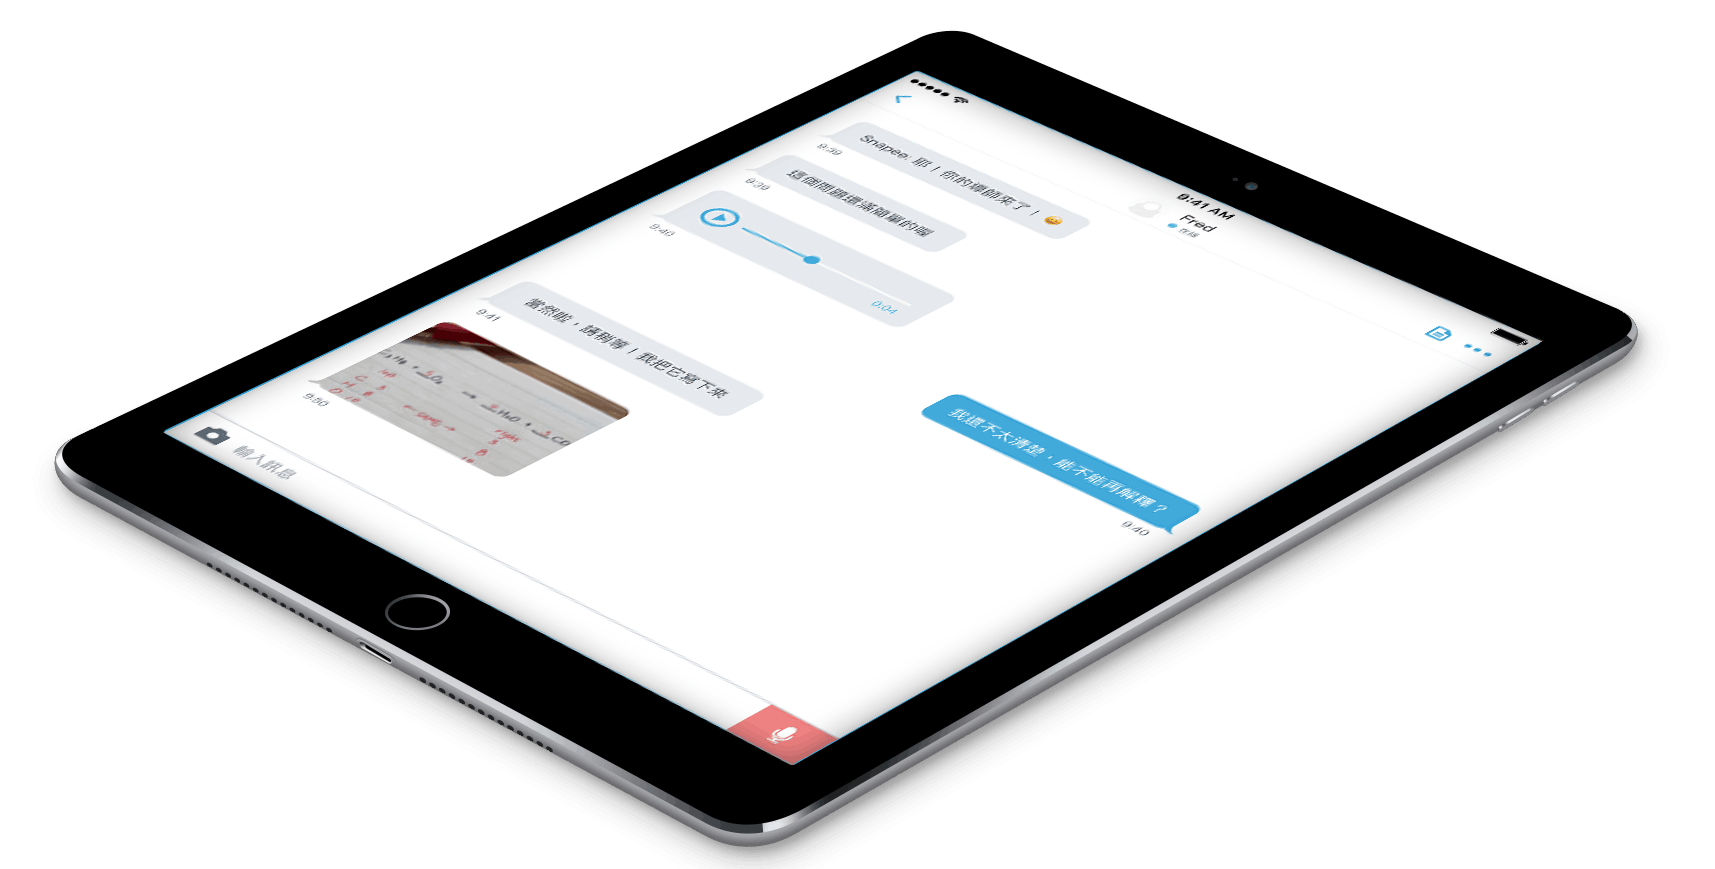 9:41 AM
Fred
在線
Snapee: 耶！你的導師來了！
9:39
這個問題還滿簡單的喔
9:39
0:04
9:40
我還不太清楚，能不能再解釋？
9:40
當然啦，請稍等！我把它寫下來
9:41
left
right
9:50
輸入訊息